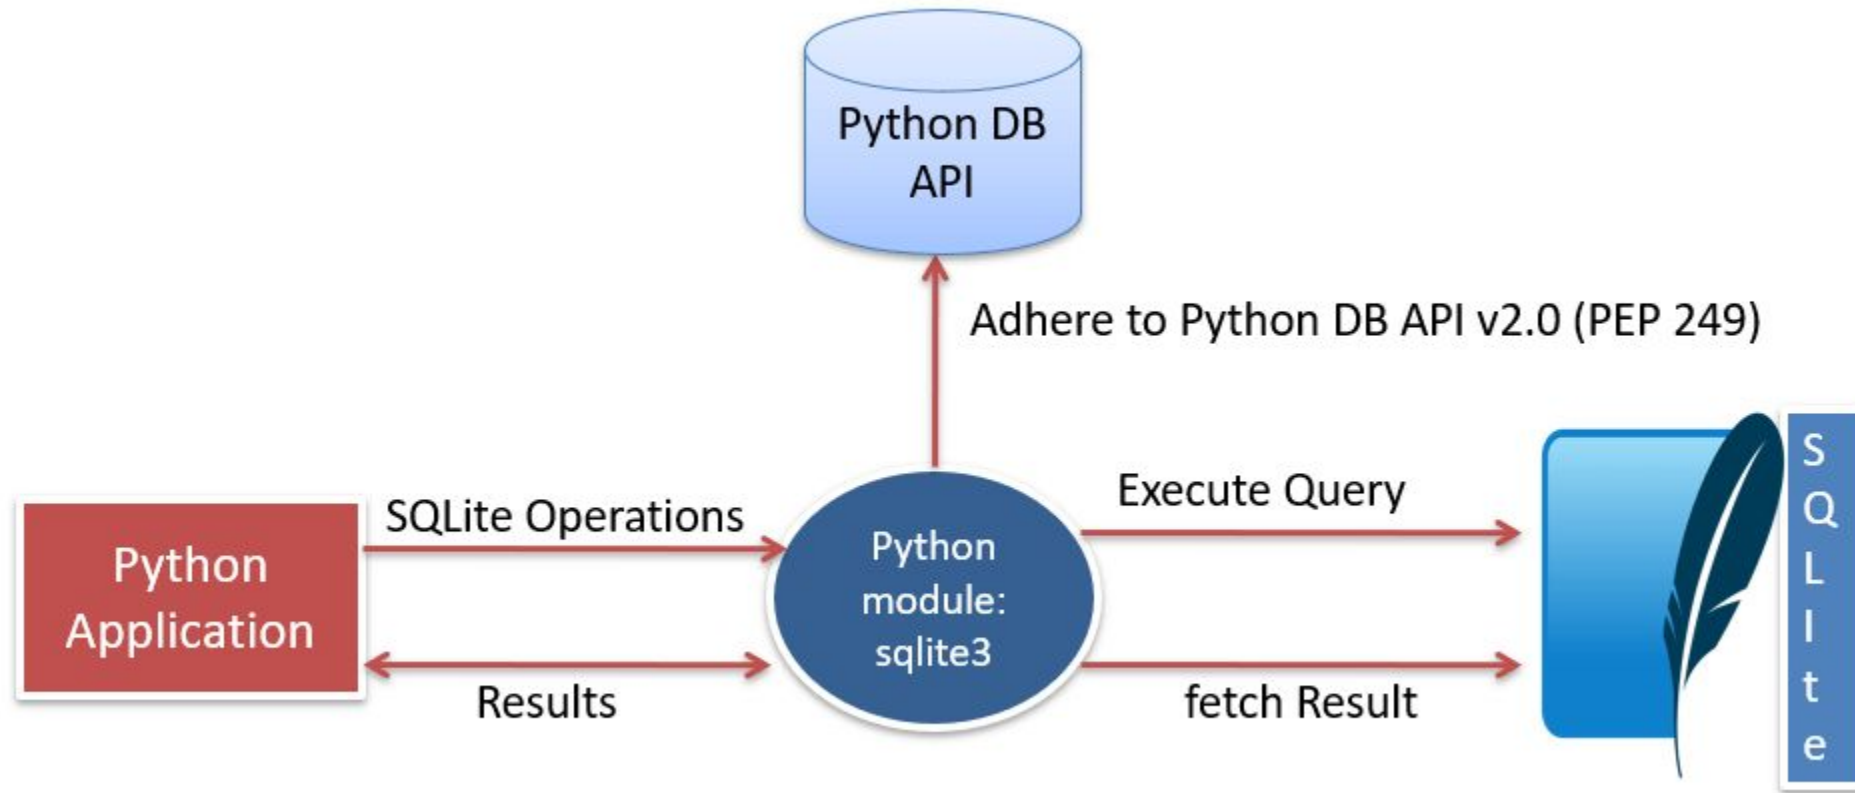 Python DB
API
Adhere to Python DB API v2.0 (PEP 249)
SQLite Operations
Execute Query
Python
Application
Python
module:
sqlite3
Results
fetch Result
S
Q
L
I
t
e